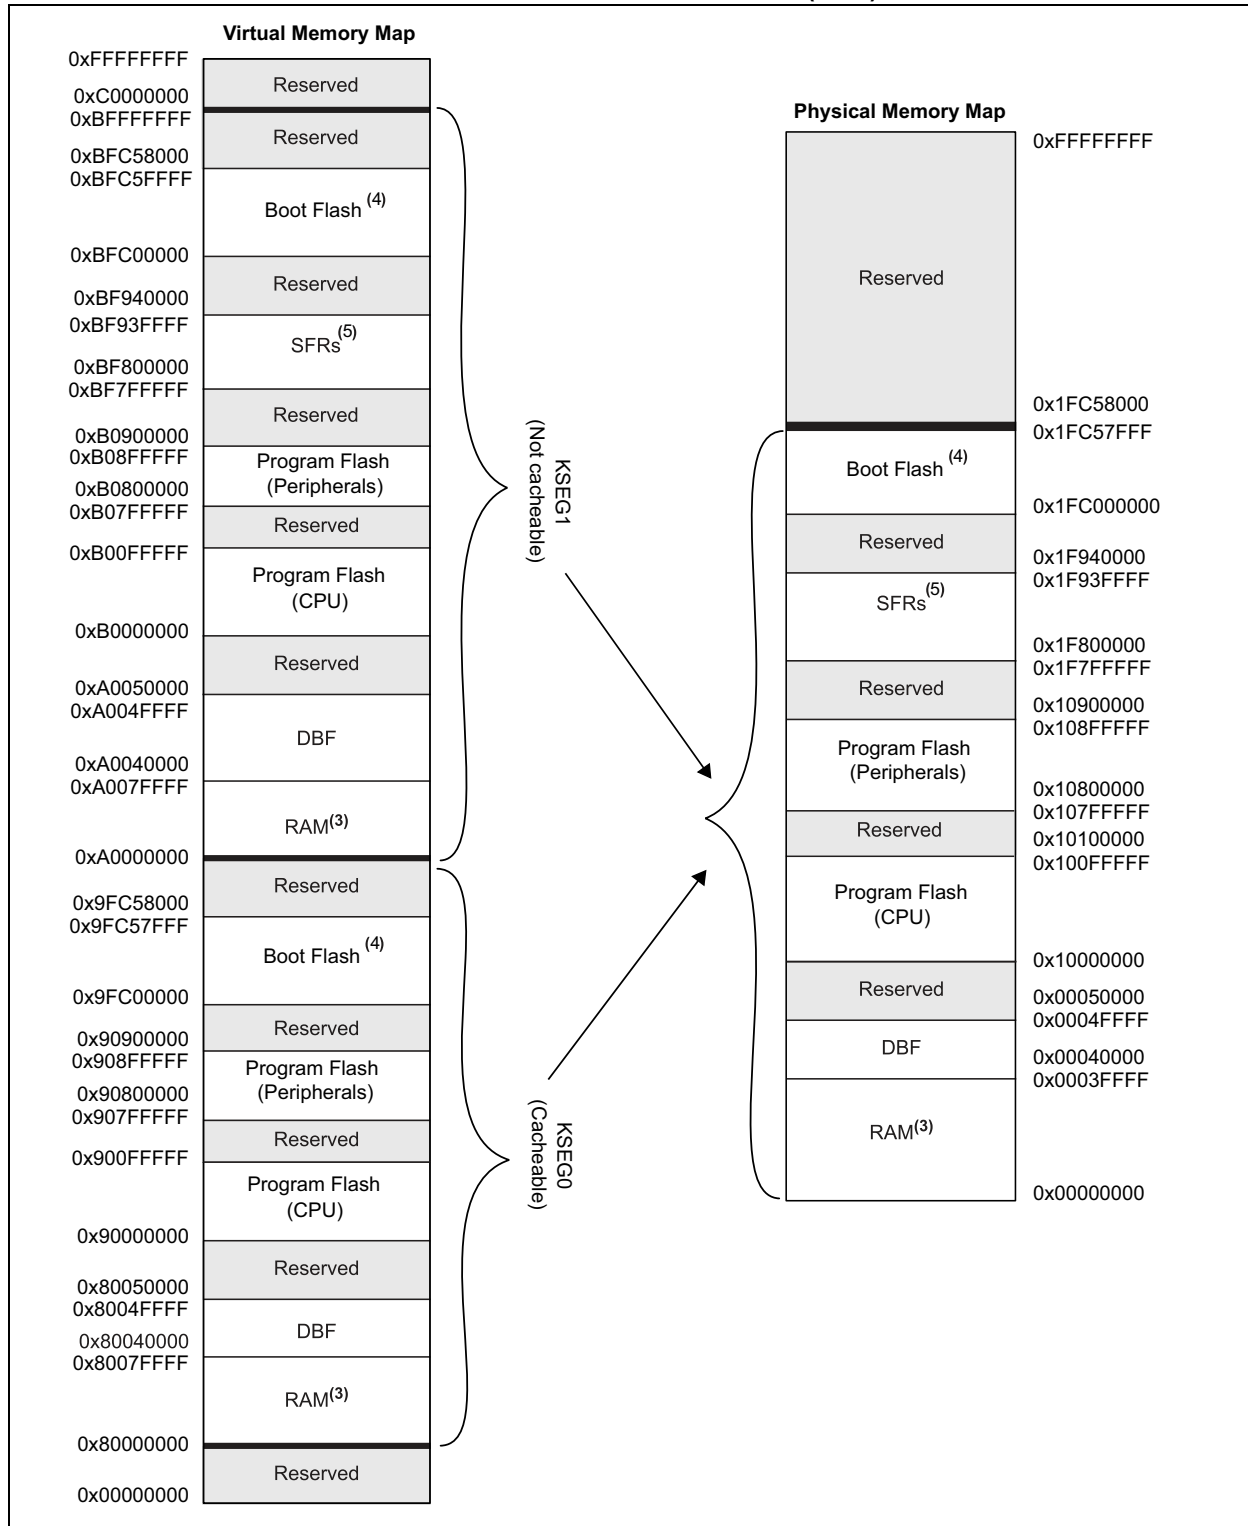 Virtual Memory Map
0xFFFFFFFF
Reserved
0xC0000000
0xBFFFFFFF
Reserved
0xBFC58000
0xBFC5FFFF
Boot Flash (4)
0xBFC00000
Reserved
0xBF940000
0xBF93FFFF
SFRs(5)
0xBF800000
0xBF7FFFFF
Reserved
0xB0900000
0xB08FFFFF
Program Flash
(Peripherals)
0xB0800000
0xB07FFFFF
Reserved
0xB00FFFFF
Program Flash
(CPU)
0xB0000000
Reserved
0xA0050000
0xA004FFFF
DBF
0xA0040000
0xA007FFFF
RAM(3)
0xA0000000
Reserved
0x9FC58000
0x9FC57FFF
Boot Flash (4)
0x9FC00000
Reserved
0x90900000
0x908FFFFF
Program Flash
(Peripherals)
0x90800000
0x907FFFFF
Reserved
0x900FFFFF
Program Flash
(CPU)
0x90000000
Reserved
0x80050000
0x8004FFFF
DBF
0x80040000
0x8007FFFF
RAM(3)
0x80000000
Reserved
0x00000000
KSEG1
(Not cacheable)
KSEG0
(Cacheable)
Physical Memory Map
0xFFFFFFFF
Reserved
0x1FC58000
0x1FC57FFF
Boot Flash (4)
0x1FC000000
Reserved
0x1F940000
0x1F93FFFF
SFRs(5)
0x1F800000
0x1F7FFFFF
Reserved
0x10900000
0x108FFFFF
Program Flash
(Peripherals)
0x10800000
0x107FFFFF
Reserved
0x10100000
0x100FFFFF
Program Flash
(CPU)
0x10000000
Reserved
0x00050000
0x0004FFFF
DBF
0x00040000
0x0003FFFF
RAM(3)
0x00000000